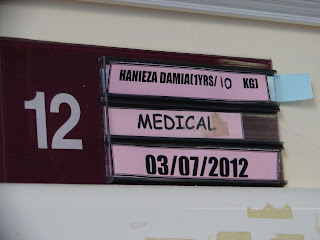 12
HANIEZA DAMIA(1YRS/10 KG)
MEDICAL
03/07/2012